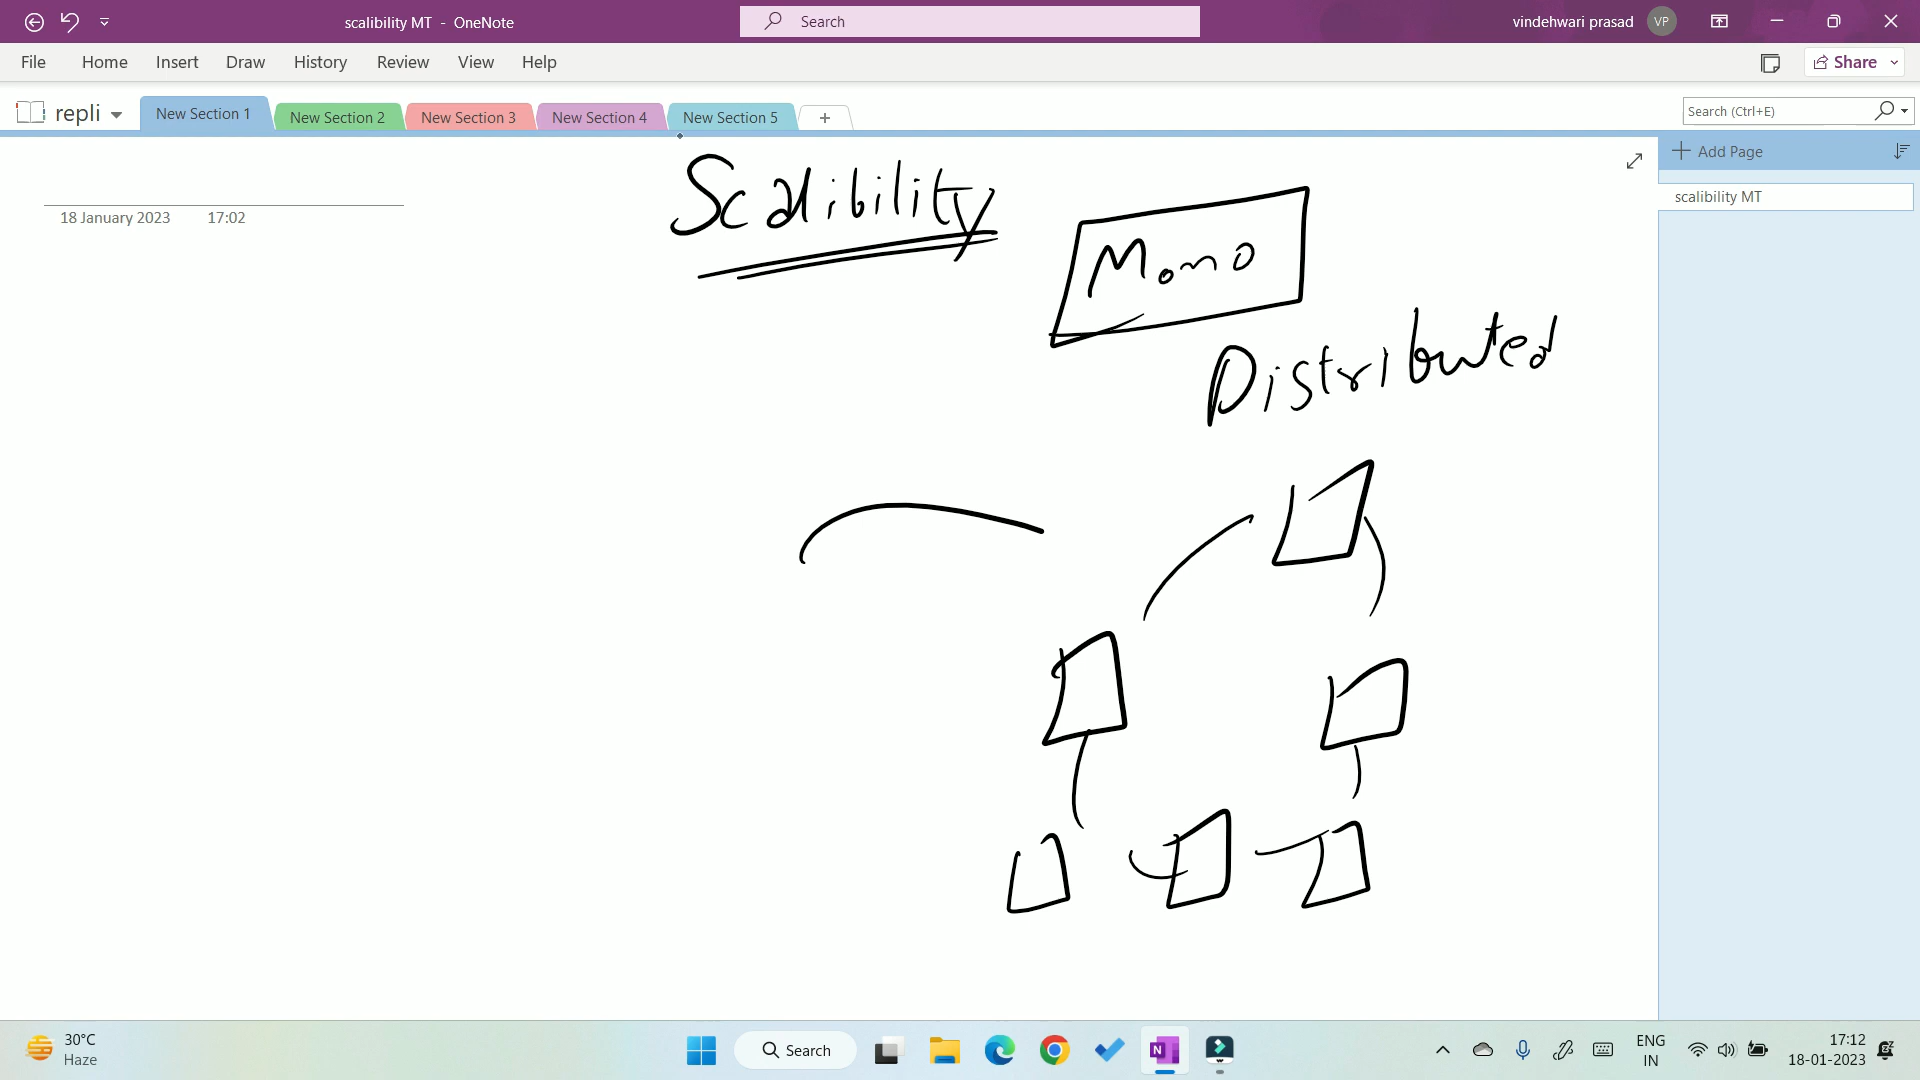 scalibility MT - OneNote
Search
vindehwari prasad
VP
File Home Insert Draw History Review View Help
Share
repli
New Section 1
New Section 2
New Section 3
New Section 4
New Section 5
+
Search (Ctrl+E)
Add Page
scalibility MT
18 January 2023 17:02
Scalibility
Mono
Distributed
30°C
Haze
Search
ENG
IN
17:12
18-01-2023